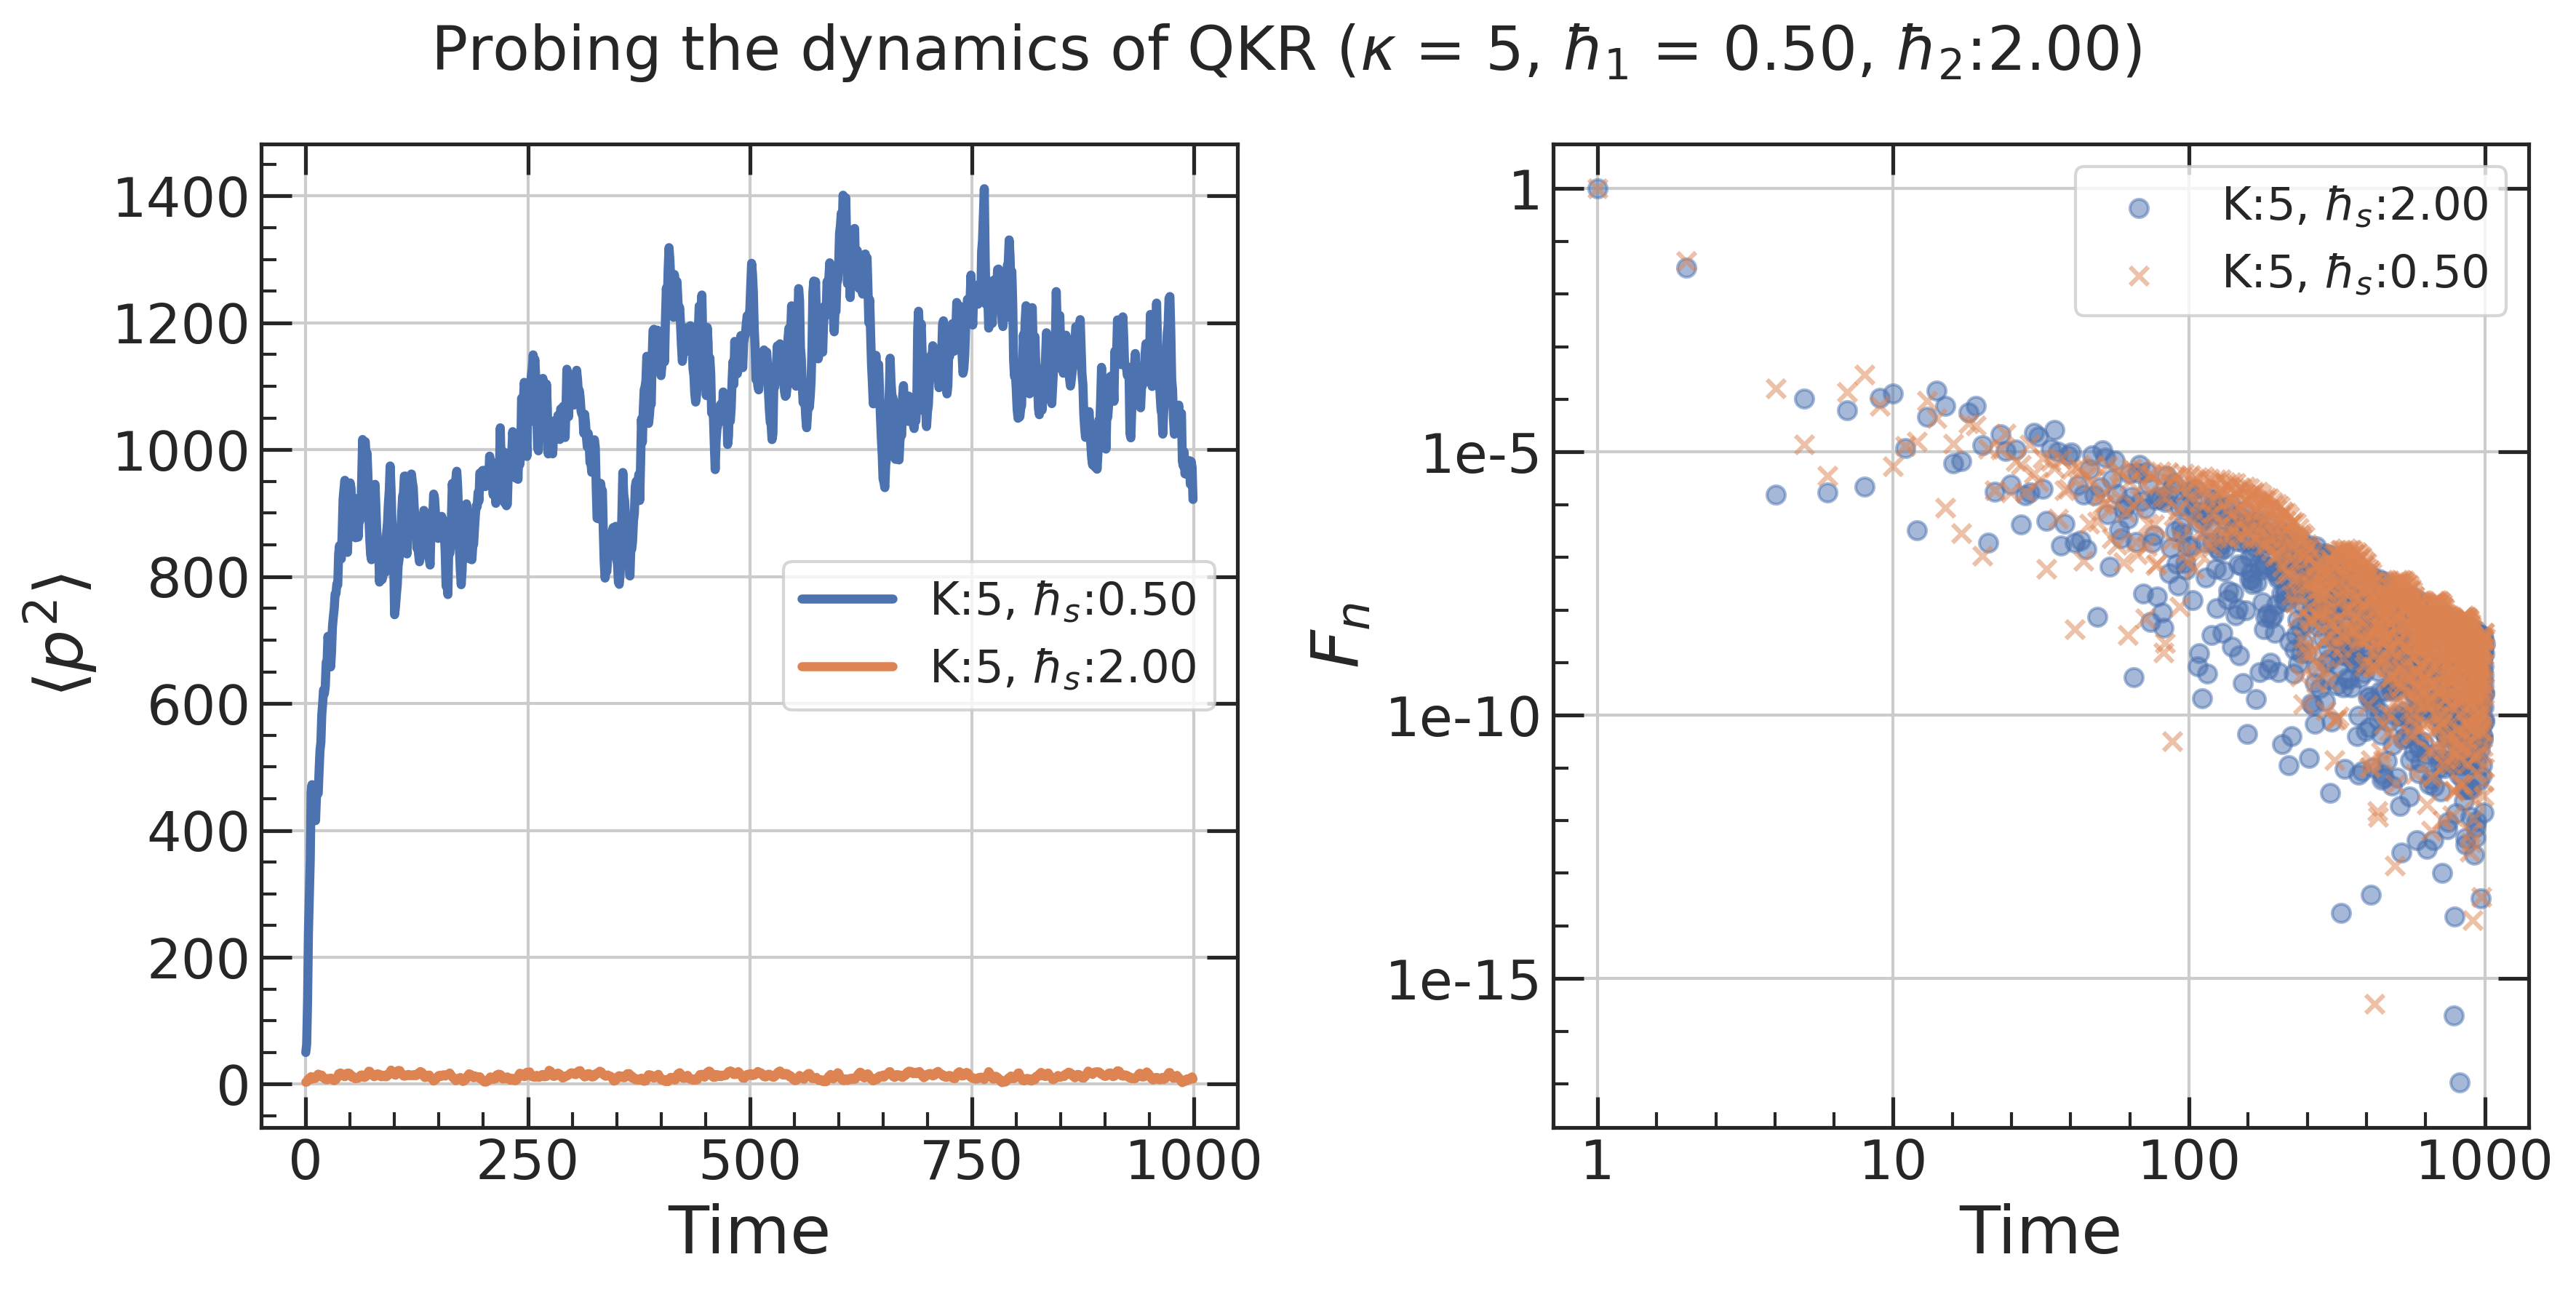 Probing the dynamics of QKR (κ = 5, ħ₁ = 0.50, ħ₂:2.00)
⟨p²⟩
1400
1200
1000
800
600
400
200
0
K:5, ħₛ:0.50
K:5, ħₛ:2.00
0 250 500 750 1000
Time
Fₙ
1
1e-5
1e-10
1e-15
K:5, ħₛ:2.00
K:5, ħₛ:0.50
1 10 100 1000
Time